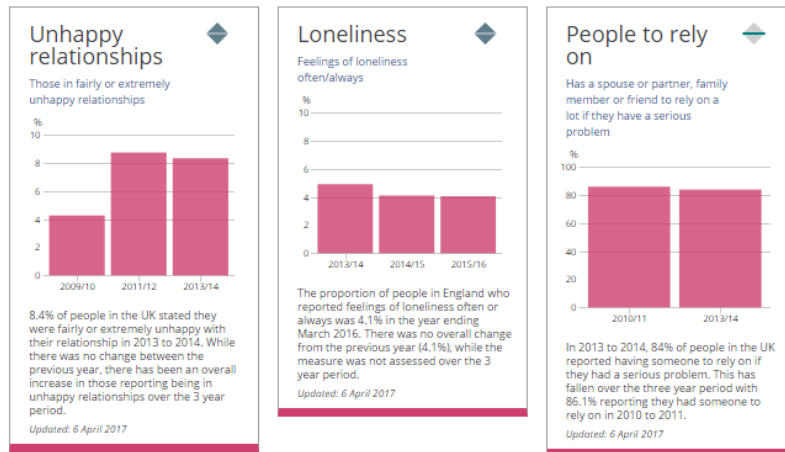 Unhappy
relationships
Those in fairly or extremely
unhappy relationships
%
10
8
6
4
2
0
2009/10 2011/12 2013/14
8.4% of people in the UK stated they
were fairly or extremely unhappy with
their relationship in 2013 to 2014. While
there was no change between the
previous year, there has been an overall
increase in those reporting being in
unhappy relationships over the 3 year
period.
Updated: 6 April 2017
Loneliness
Feelings of loneliness
often/always
%
10
8
6
4
2
0
2013/14 2014/15 2015/16
The proportion of people in England who
reported feelings of loneliness often or
always was 4.1% in the year ending
March 2016. There was no overall change
from the previous year (4.1%), while the
measure was not assessed over the 3
year period.
Updated: 6 April 2017
People to rely
on
Has a spouse or partner, family
member or friend to rely on a
lot if they have a serious
problem
%
100
80
60
40
20
0
2010/11 2013/14
In 2013 to 2014, 84% of people in the UK
reported having someone to rely on if
they had a serious problem. This has
fallen over the three year period with
86.1% reporting they had someone to
rely on in 2010 to 2011.
Updated: 6 April 2017